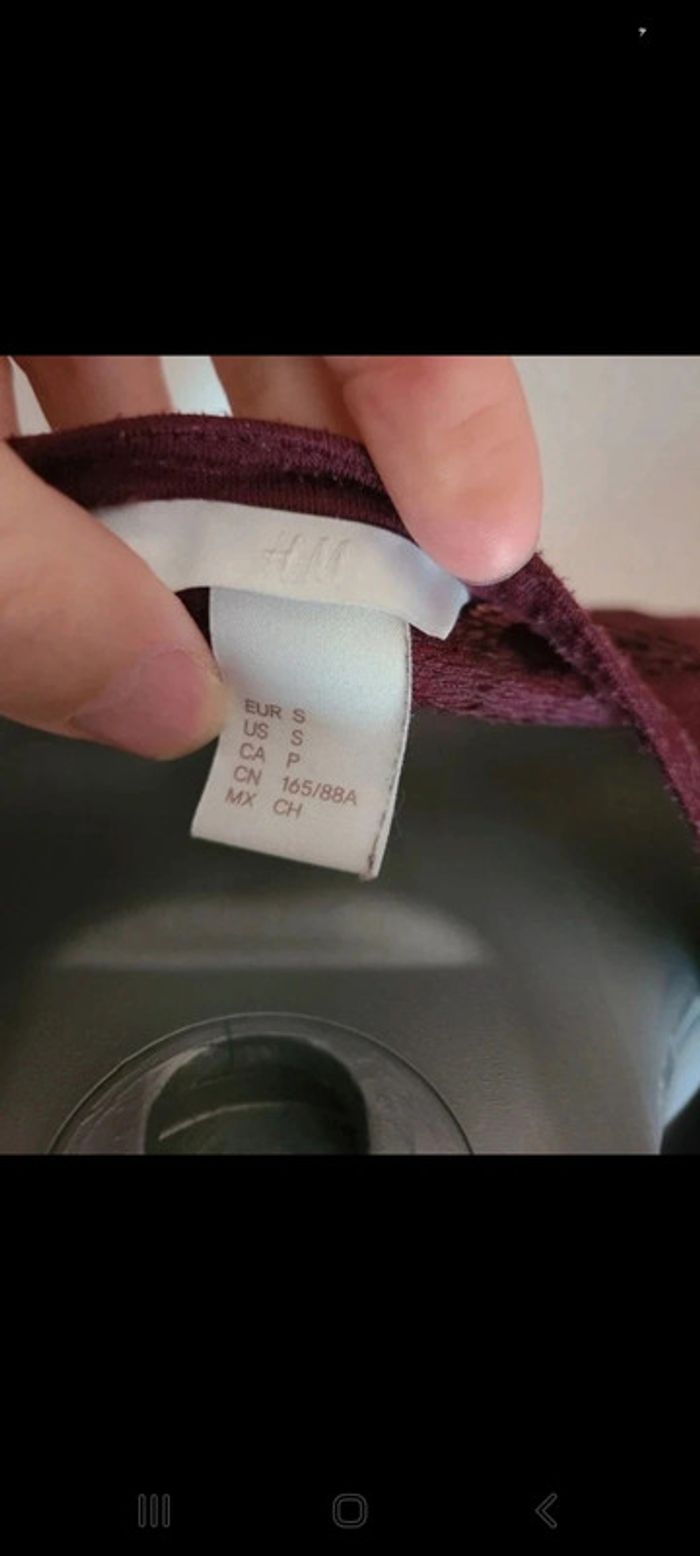 H&M
EUR S
US S
CA P
CN 165/88A
MX CH